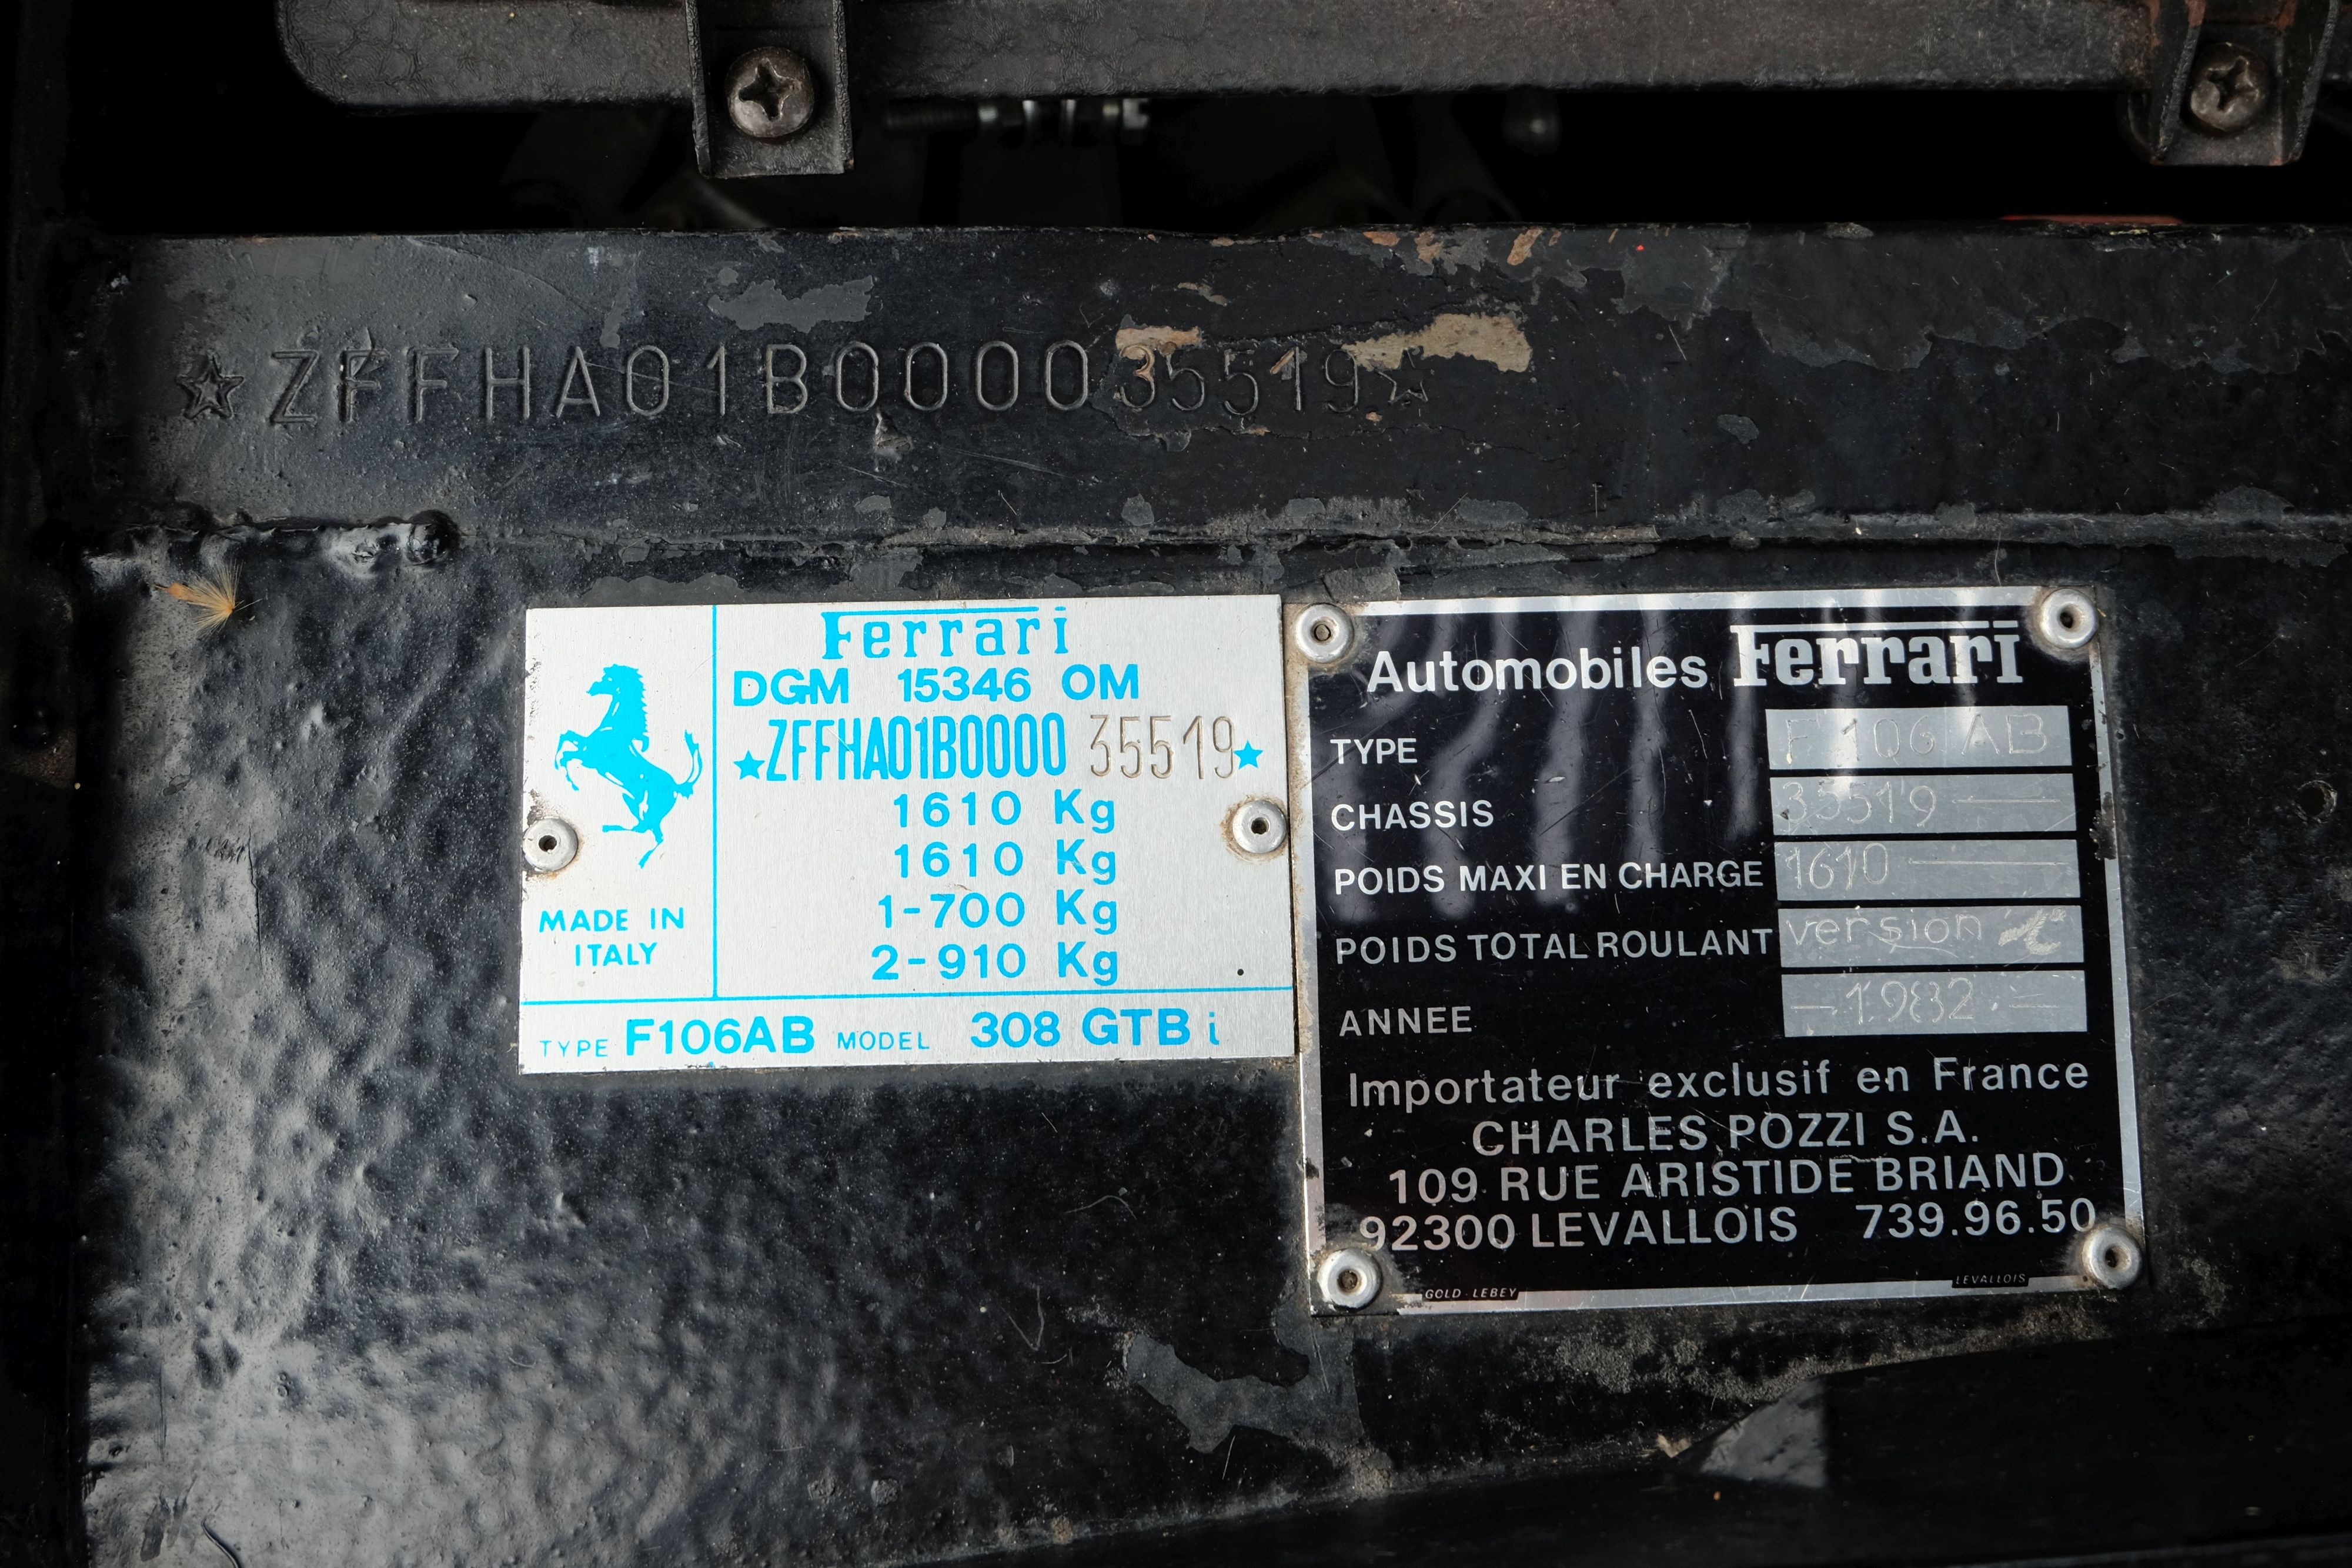 ☆ZFFHA01B000035519☆
Ferrari
DGM 15346 OM
★ZFFHA01B0000 35519★
1610 Kg
1610 Kg
1-700 Kg
2-910 Kg
MADE IN
ITALY
TYPE F106AB MODEL 308 GTB i
Automobiles Ferrari
TYPE F 106 AB
CHASSIS 35519
POIDS MAXI EN CHARGE 1610
POIDS TOTAL ROULANT version
ANNEE -1982.-
Importateur exclusif en France
CHARLES POZZI S.A.
109 RUE ARISTIDE BRIAND
92300 LEVALLOIS 739.96.50
GOLD-LEBEY LEVALLOIS